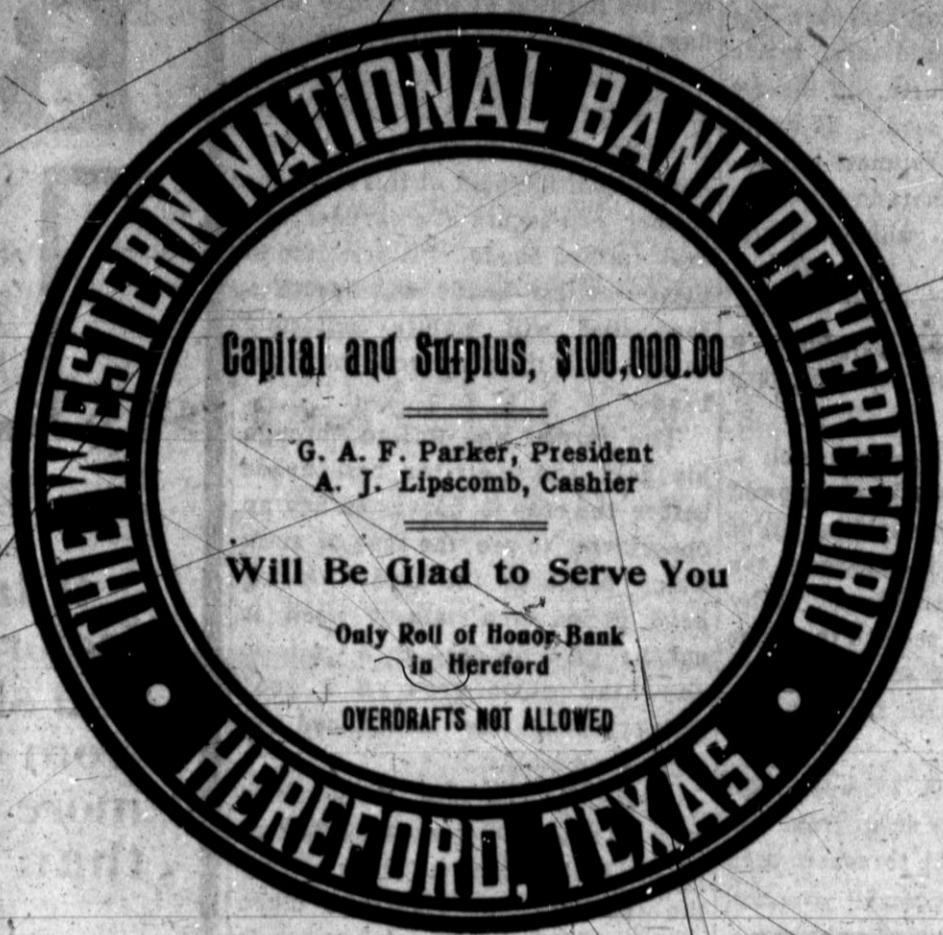 THE WESTERN NATIONAL BANK OF HEREFORD
Capital and Surplus, $100,000.00
G. A. F. Parker, President
A. J. Lipscomb, Cashier
Will Be Glad to Serve You
Only Roll of Honor Bank
in Hereford
OVERDRAFTS NOT ALLOWED
HEREFORD, TEXAS.